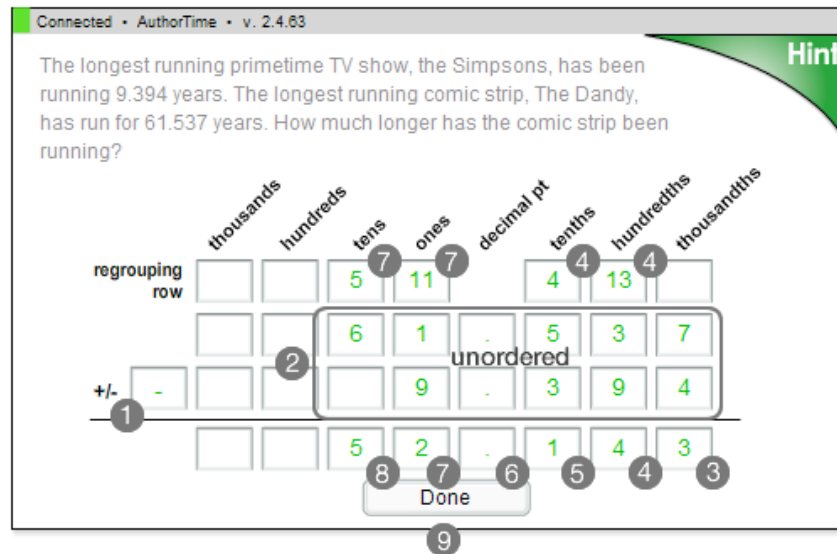 Connected • AuthorTime • v. 2.4.63
Hint
The longest running primetime TV show, the Simpsons, has been
running 9.394 years. The longest running comic strip, The Dandy,
has run for 61.537 years. How much longer has the comic strip been
running?
thousands hundreds tens ones decimal pt tenths hundredths thousandths
7 7 4 4
regrouping
row
5 11 4 13
6 1 . 5 3 7
2 unordered
+/- - 9 . 3 9 4
1
5 2 . 1 4 3
8 7 6 5 4 3
Done
9